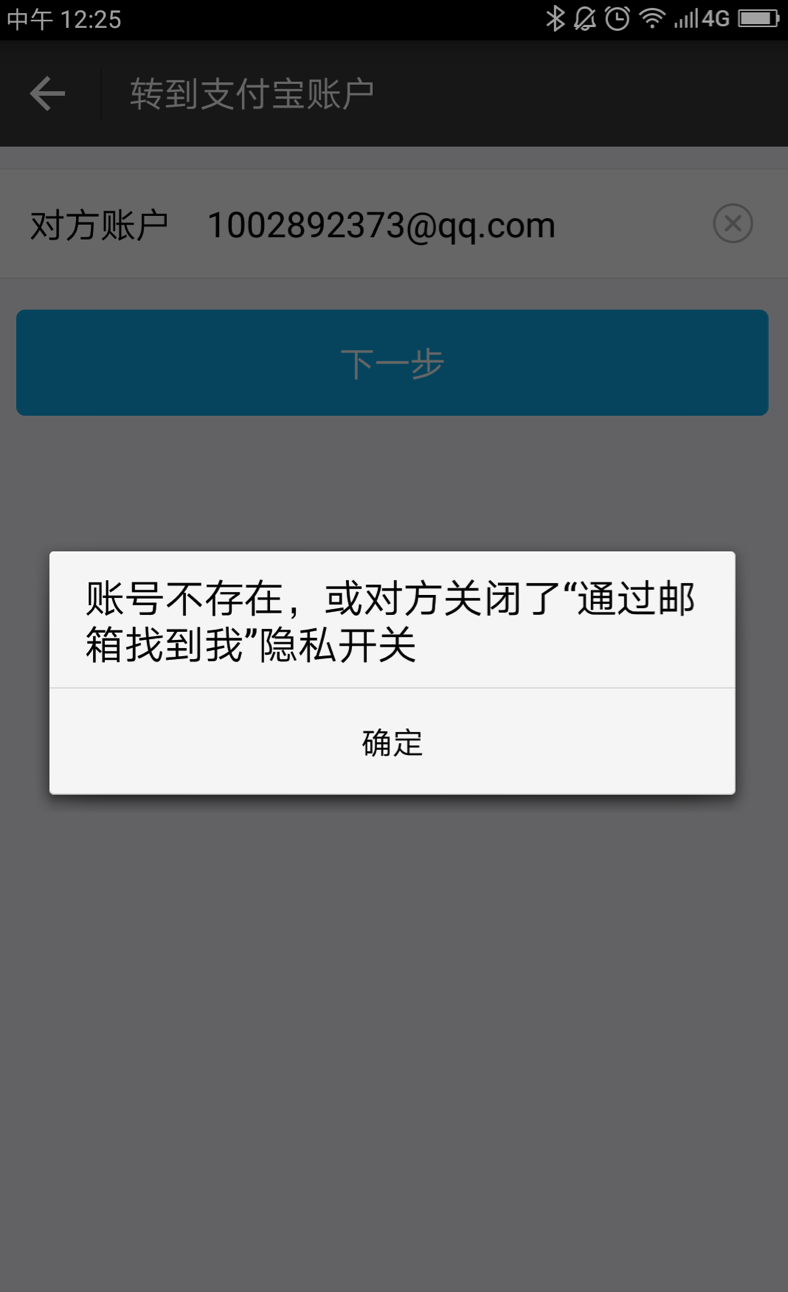 中午 12:25
4G
转到支付宝账户
对方账户 1002892373@qq.com
下一步
账号不存在，或对方关闭了“通过邮
箱找到我”隐私开关
确定